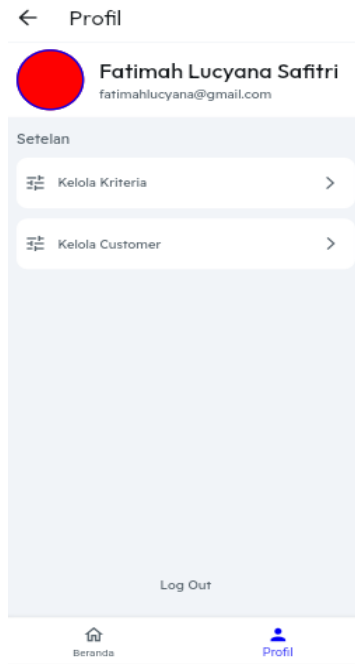 Profil
Fatimah Lucyana Safitri
fatimahlucyana@gmail.com
Setelan
Kelola Kriteria
Kelola Customer
Log Out
Beranda
Profil